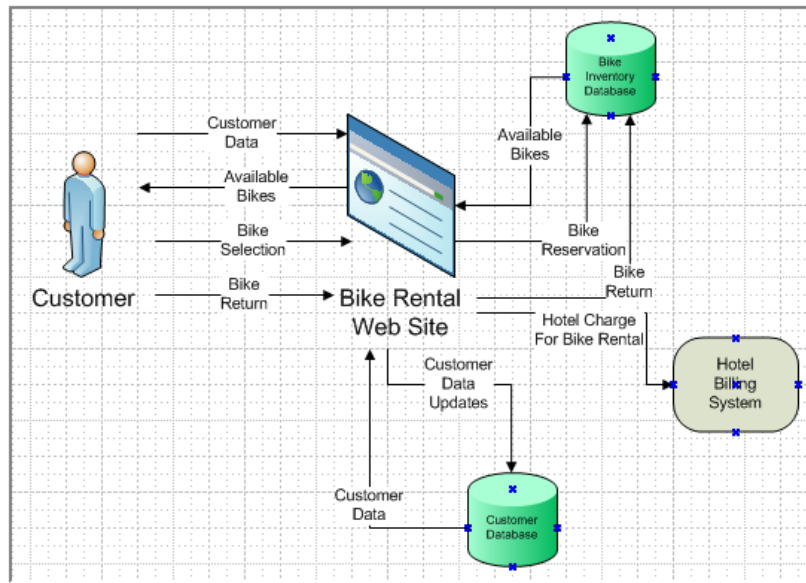 Bike
Inventory
Database
Customer
Data
Available
Bikes
Available
Bikes
Bike
Selection
Bike
Reservation
Bike
Return
Bike
Return
Customer
Bike Rental
Web Site
Hotel Charge
For Bike Rental
Hotel
Billing
System
Customer
Data
Updates
Customer
Data
Customer
Database